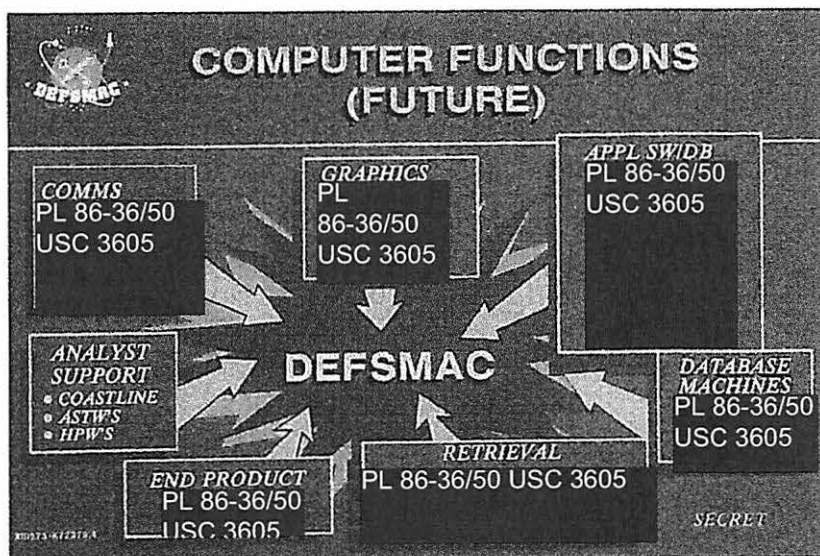 DEFSMAC
COMPUTER FUNCTIONS
(FUTURE)
COMMS
PL 86-36/50
USC 3605
GRAPHICS
PL
86-36/50
USC 3605
APPL SW/DB
PL 86-36/50
USC 3605
ANALYST
SUPPORT
• COASTLINE
• ASTW'S
• HPW'S
DEFSMAC
DATABASE
MACHINES
PL 86-36/50
USC 3605
END PRODUCT
PL 86-36/50
USC 3605
RETRIEVAL
PL 86-36/50 USC 3605
SECRET